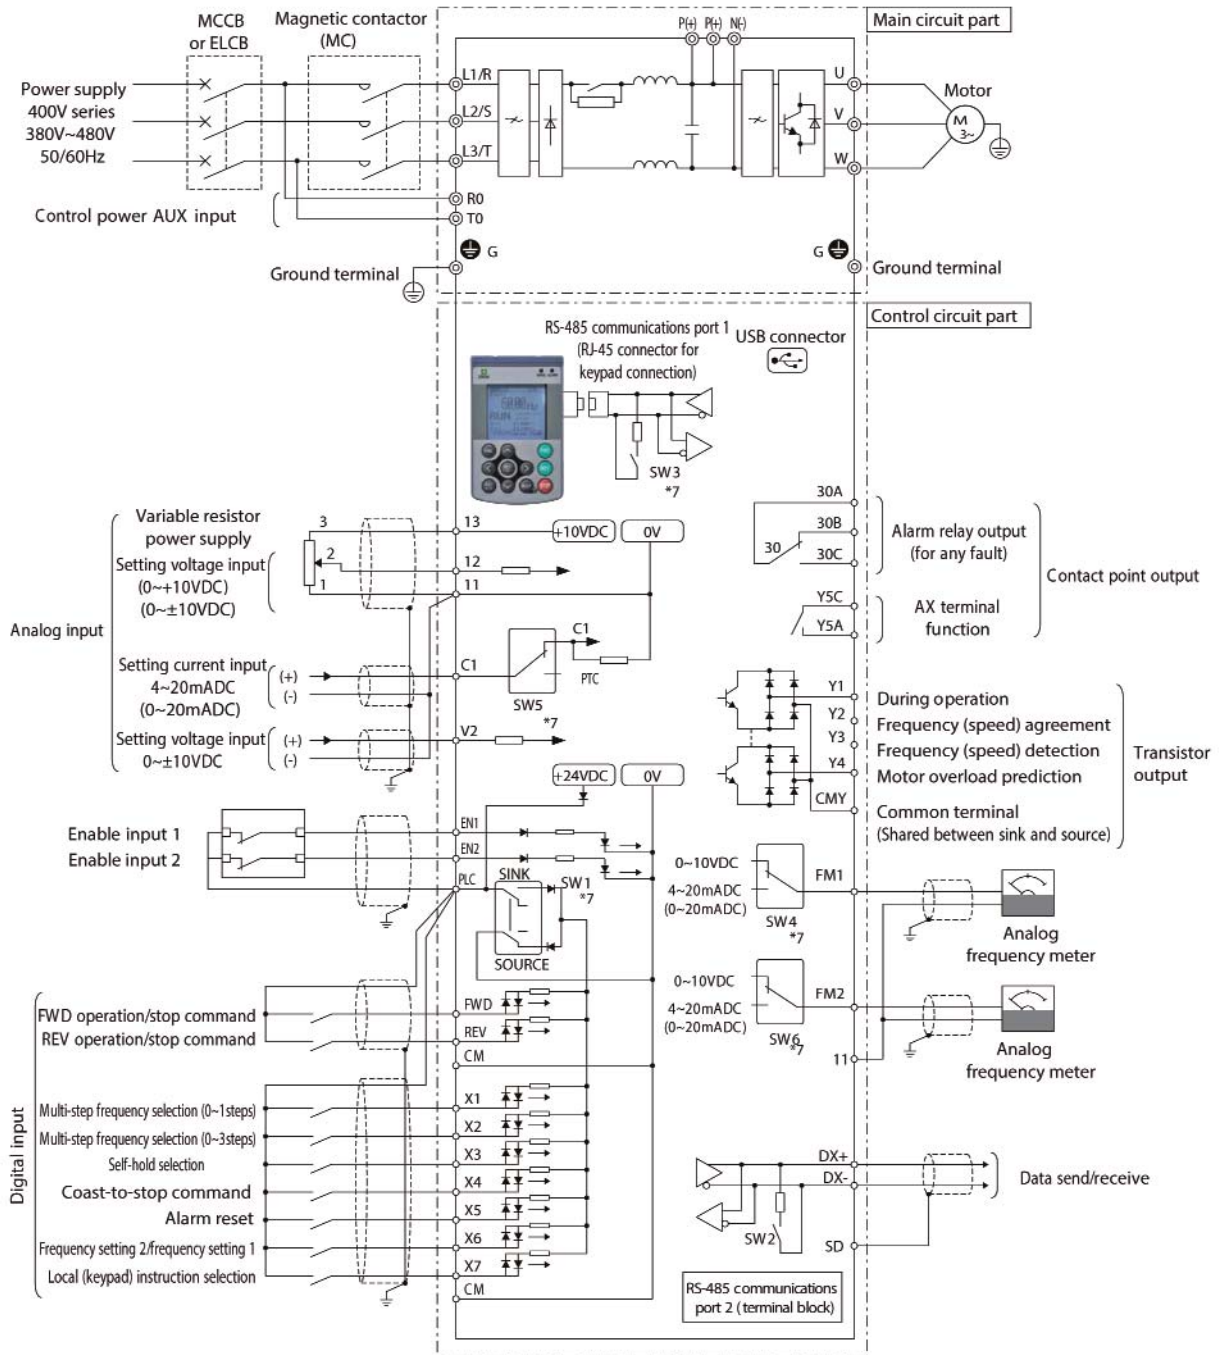 MCCB
or ELCB
Magnetic contactor
(MC)
P(+) P(+) N(-)
Main circuit part
Power supply
400V series
380V~480V
50/60Hz
L1/R
L2/S
L3/T
U
V
W
Motor
M
3~
Control power AUX input
R0
T0
G
G
Ground terminal
Ground terminal
Control circuit part
RS-485 communications port 1
(RJ-45 connector for
keypad connection)
USB connector
SW3
*7
Analog input
Variable resistor
power supply
Setting voltage input
(0~+10VDC)
(0~±10VDC)
3
2
1
13
12
11
+10VDC
0V
Setting current input
4~20mADC
(0~20mADC)
(+)
(-)
C1
C1
PTC
SW5
*7
Setting voltage input
0~±10VDC
(+)
(-)
V2
30A
30B
30
30C
Alarm relay output
(for any fault)
Contact point output
Y5C
Y5A
AX terminal
function
Y1
Y2
Y3
Y4
CMY
During operation
Frequency (speed) agreement
Frequency (speed) detection
Motor overload prediction
Common terminal
(Shared between sink and source)
Transistor
output
+24VDC
0V
Enable input 1
Enable input 2
EN1
EN2
PLC
SINK
SW1
*7
SOURCE
0~10VDC
4~20mADC
(0~20mADC)
SW4
*7
FM1
Analog
frequency meter
0~10VDC
4~20mADC
(0~20mADC)
SW6
*7
FM2
11
Analog
frequency meter
Digital input
FWD operation/stop command
REV operation/stop command
FWD
REV
CM
Multi-step frequency selection (0~1steps)
Multi-step frequency selection (0~3steps)
Self-hold selection
Coast-to-stop command
Alarm reset
Frequency setting 2/frequency setting 1
Local (keypad) instruction selection
X1
X2
X3
X4
X5
X6
X7
CM
DX+
DX-
SD
SW2
Data send/receive
RS-485 communications
port 2 (terminal block)